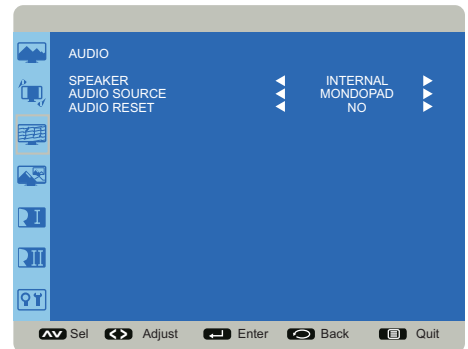 AUDIO
SPEAKER INTERNAL
AUDIO SOURCE MONDOPAD
AUDIO RESET NO
Sel Adjust Enter Back Quit